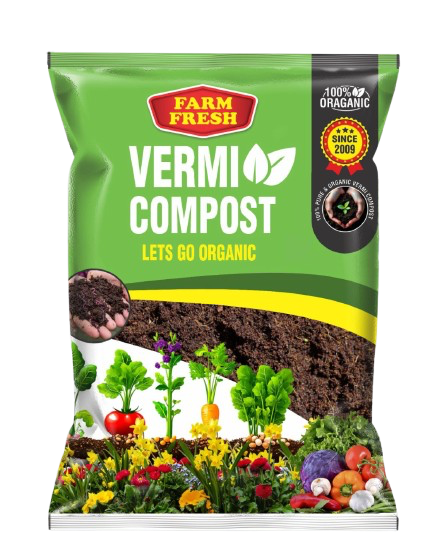 FARM
FRESH
VERMI
COMPOST
LETS GO ORGANIC
100%
ORAGANIC
SINCE
2009
100% PURE & ORGANIC VERMI COMPOST